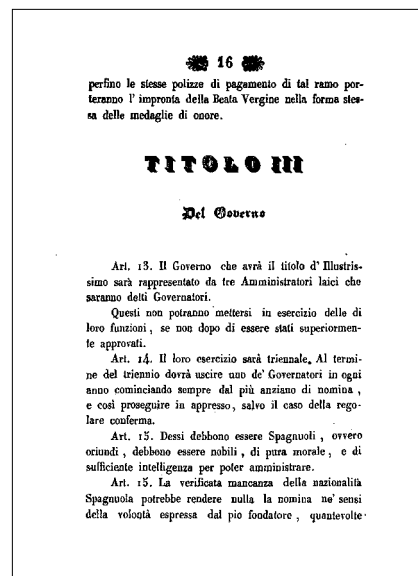 16
perfino le stesse polizze di pagamento di tal ramo por-
teranno l' impronta della Beata Vergine nella forma stes-
sa delle medaglie di onore.
TITOLO III
Del Governo
Art. 13. Il Governo che avrà il titolo d' Illustris-
simo sarà rappresentato da tre Amministratori laici che
saranno detti Governatori.
Questi non potranno mettersi in esercizio delle di
loro funzioni, se non dopo di essere stati superiormen-
te approvati.
Art. 14. Il loro esercizio sarà triennale. Al termi-
ne del triennio dovrà uscire uno de' Governatori in ogni
anno cominciando sempre dal più anziano di nomina,
e così proseguire in appresso, salvo il caso della rego-
lare conferma.
Art. 15. Dessi debbono essere Spagnuoli, ovvero
oriundi, debbono essere nobili, di pura morale, e di
sufficiente intelligenza per poter amministrare.
Art. 15. La verificata mancanza della nazionalità
Spagnuola potrebbe rendere nulla la nomina ne' sensi
della volontà espressa dal pio fondatore, quantevolte